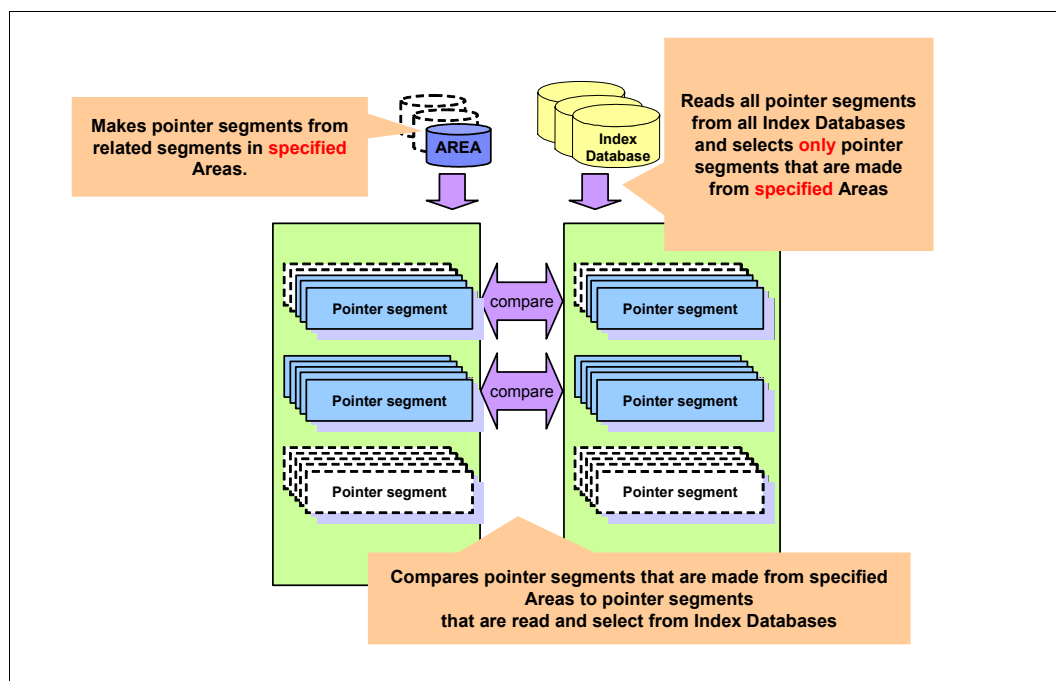 Makes pointer segments from
related segments in specified
Areas.
AREA
Index
Database
Reads all pointer segments
from all Index Databases
and selects only pointer
segments that are made
from specified Areas
Pointer segment
compare
Pointer segment
Pointer segment
compare
Pointer segment
Pointer segment
Pointer segment
Compares pointer segments that are made from specified
Areas to pointer segments
that are read and select from Index Databases